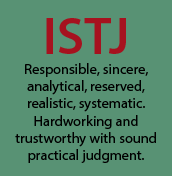 ISTJ
Responsible, sincere,
analytical, reserved,
realistic, systematic.
Hardworking and
trustworthy with sound
practical judgment.